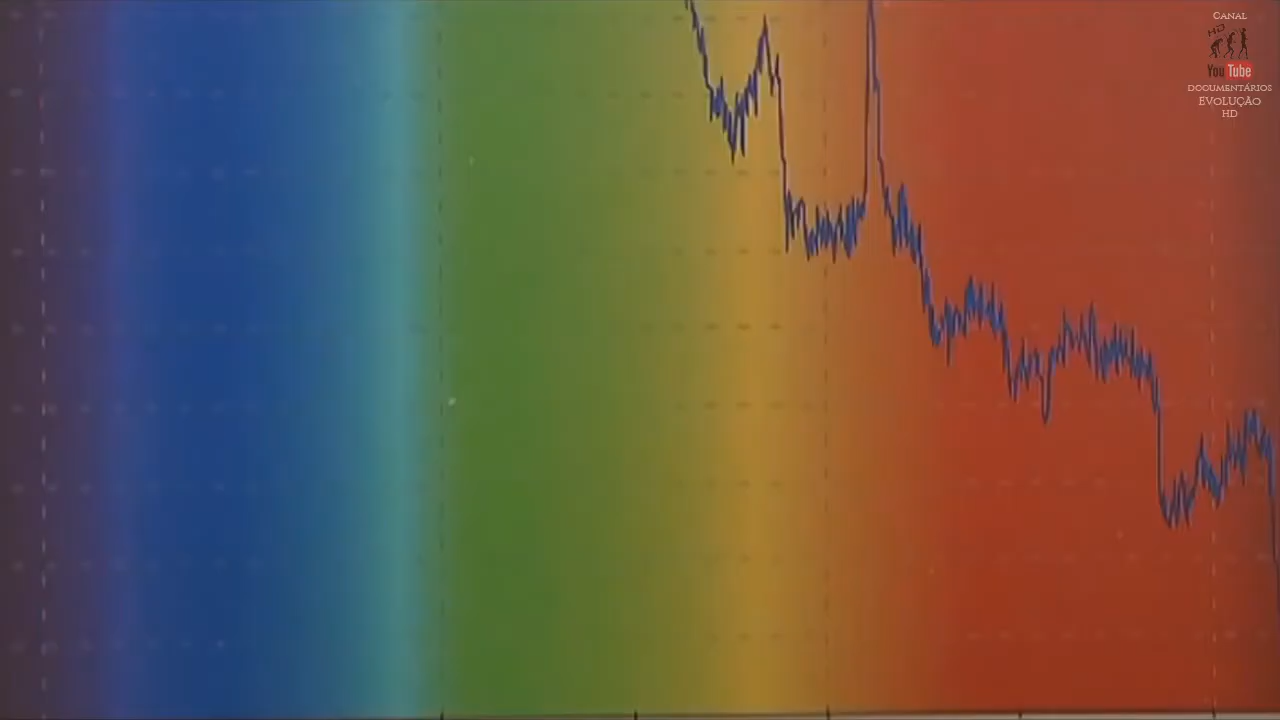 CANAL
HD
YouTube
DOCUMENTÁRIOS
EVOLUÇÃO
HD